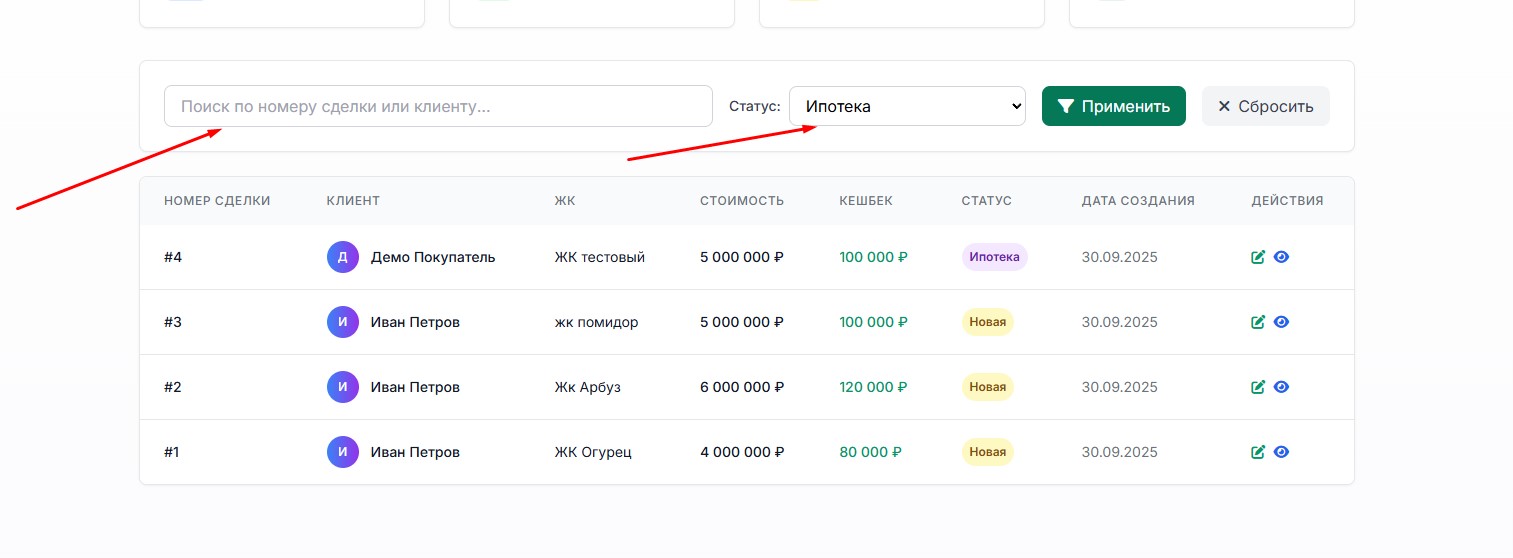 Поиск по номеру сделки или клиенту...
Статус:
Ипотека
Применить
Сбросить
НОМЕР СДЕЛКИ КЛИЕНТ ЖК СТОИМОСТЬ КЕШБЕК СТАТУС ДАТА СОЗДАНИЯ ДЕЙСТВИЯ
#4 Д Демо Покупатель ЖК тестовый 5 000 000 ₽ 100 000 ₽ Ипотека 30.09.2025
#3 И Иван Петров жк помидор 5 000 000 ₽ 100 000 ₽ Новая 30.09.2025
#2 И Иван Петров Жк Арбуз 6 000 000 ₽ 120 000 ₽ Новая 30.09.2025
#1 И Иван Петров ЖК Огурец 4 000 000 ₽ 80 000 ₽ Новая 30.09.2025